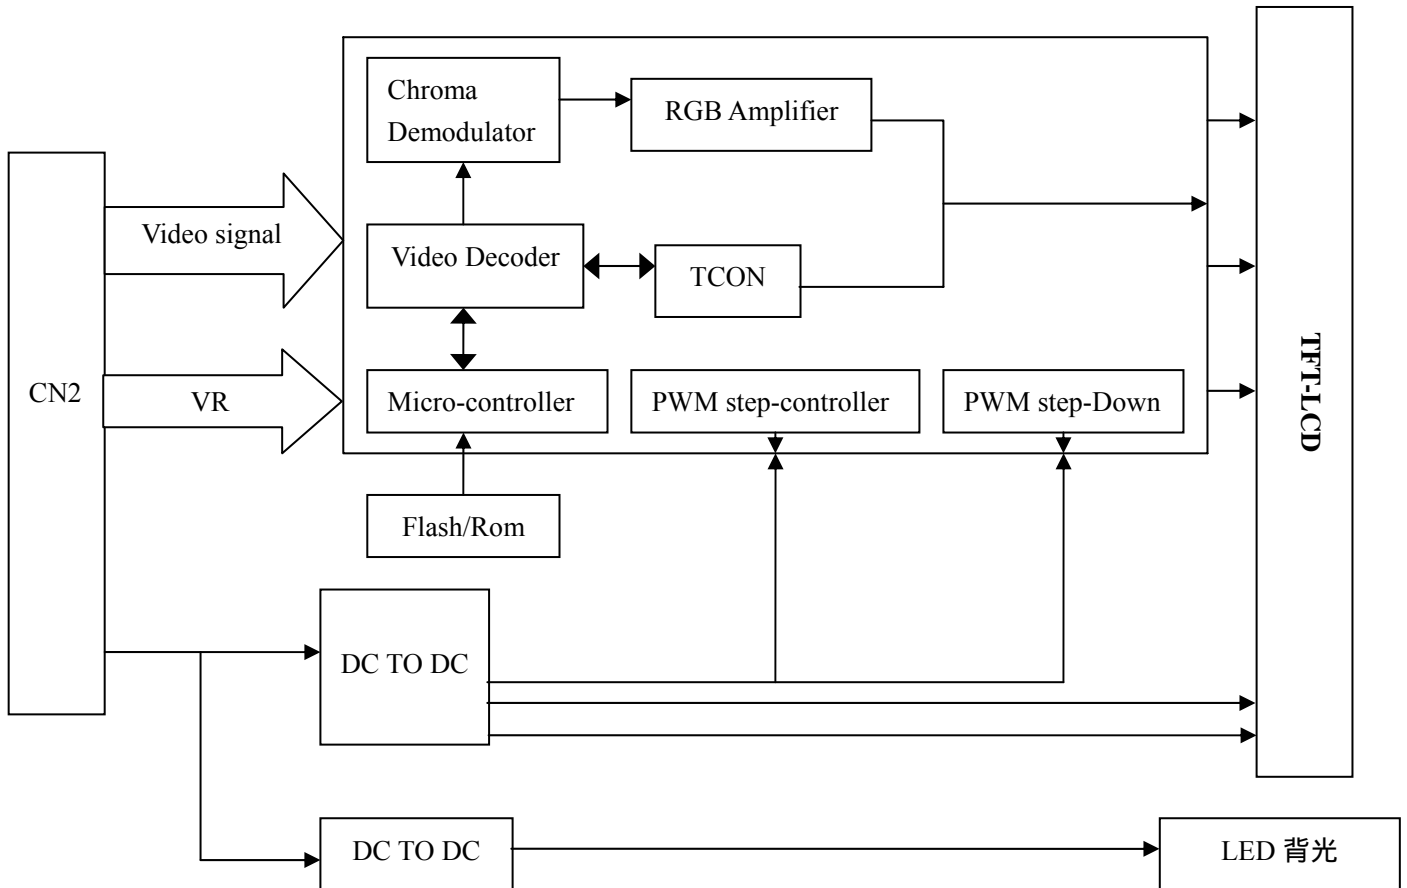 Chroma
Demodulator
RGB Amplifier
Video signal
Video Decoder
TCON
CN2
VR
Micro-controller
PWM step-controller
PWM step-Down
TFT-LCD
Flash/Rom
DC TO DC
DC TO DC
LED 背光